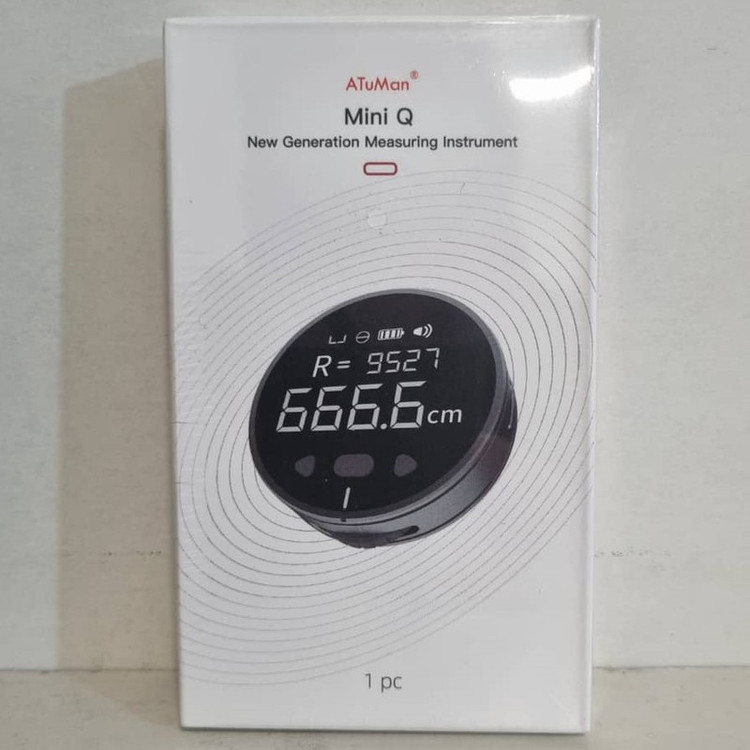 ATuMan®
Mini Q
New Generation Measuring Instrument
R= 9527
666.6cm
1 pc